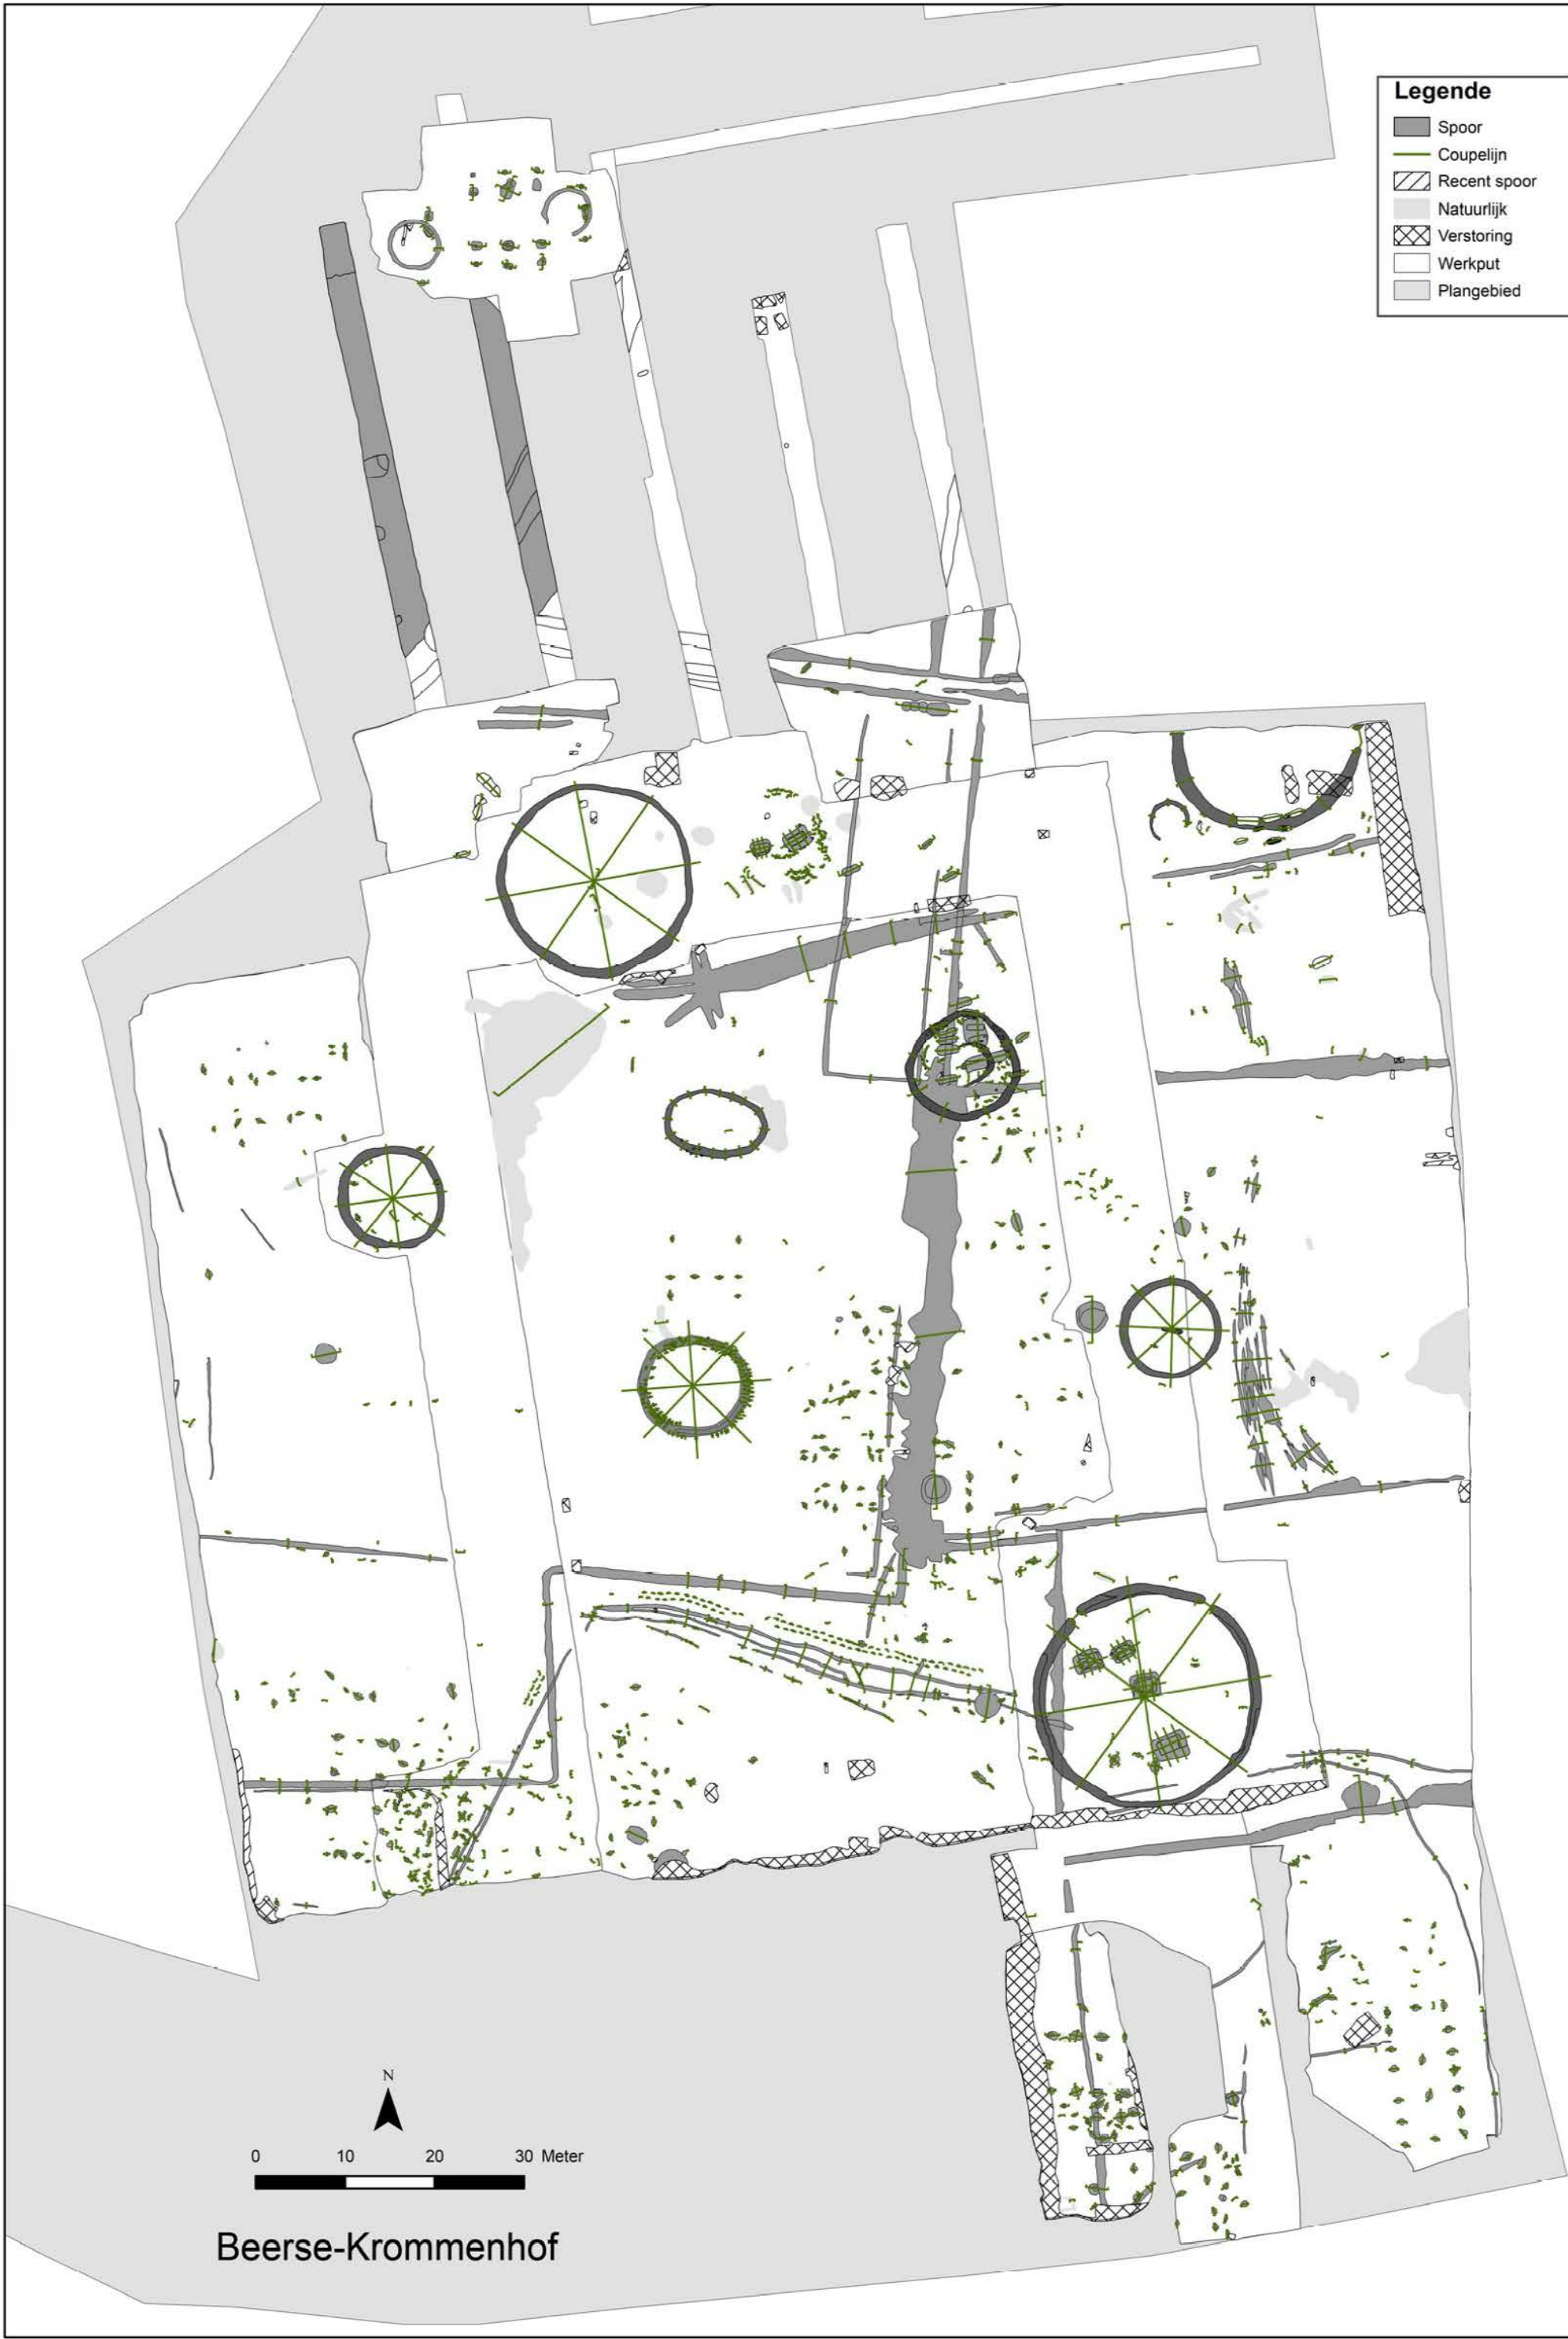 Legende
Spoor
Coupelijn
Recent spoor
Natuurlijk
Verstoring
Werkput
Plangebied
N
0 10 20 30 Meter
Beerse-Krommenhof